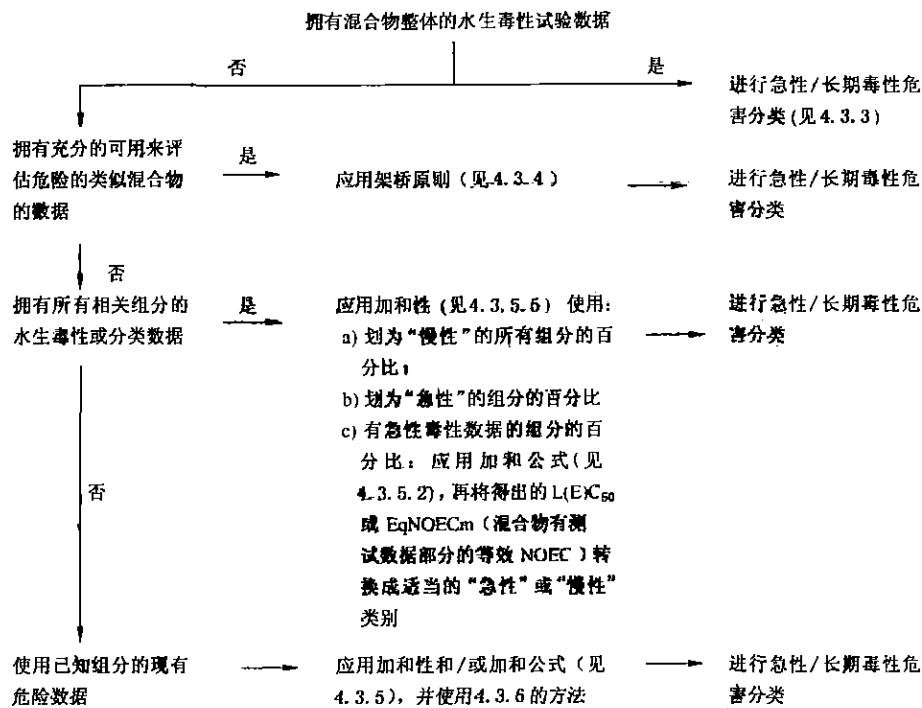 拥有混合物整体的水生毒性试验数据
否
是
进行急性/长期毒性危
害分类(见4.3.3)
拥有充分的可用来评
估危险的类似混合物
的数据
是
应用架桥原则(见4.3.4)
进行急性/长期毒性危
害分类
否
拥有所有相关组分的
水生毒性或分类数据
是
应用加和性(见4.3.5.5)使用:
a) 划为“慢性”的所有组分的百
分比;
b) 划为“急性”的组分的百分比
c) 有急性毒性数据的组分的百
分比: 应用加和公式(见
4.3.5.2),再将得出的L(E)C50
或 EqNOECm(混合物有测
试数据部分的等效 NOEC)转
换成适当的“急性”或“慢性”
类别
进行急性/长期毒性危
害分类
否
使用已知组分的现有
危险数据
应用加和性和/或加和公式(见
4.3.5),并使用4.3.6的方法
进行急性/长期毒性危
害分类